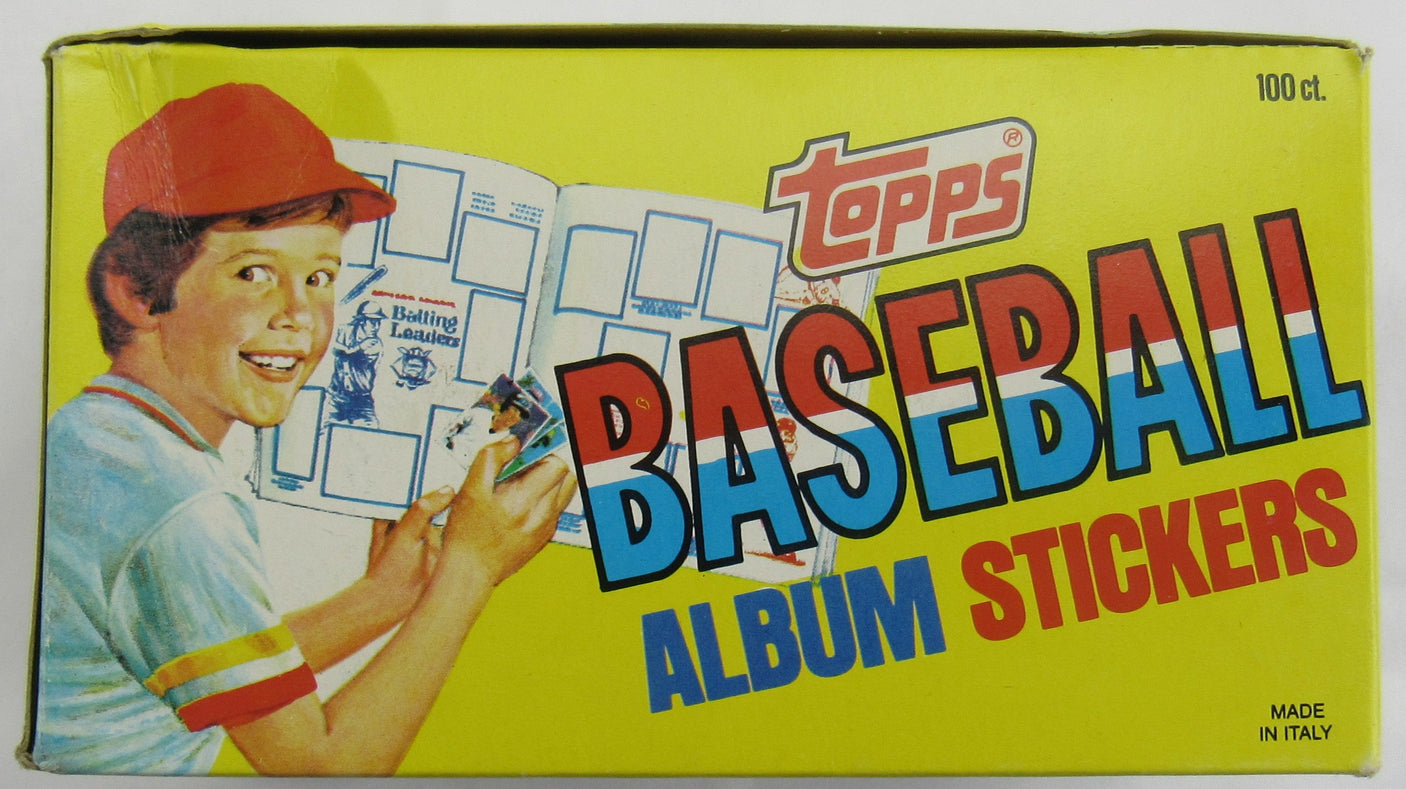 100 ct.
topps®
BASEBALL
ALBUM STICKERS
Batting
Leaders
MADE
IN ITALY